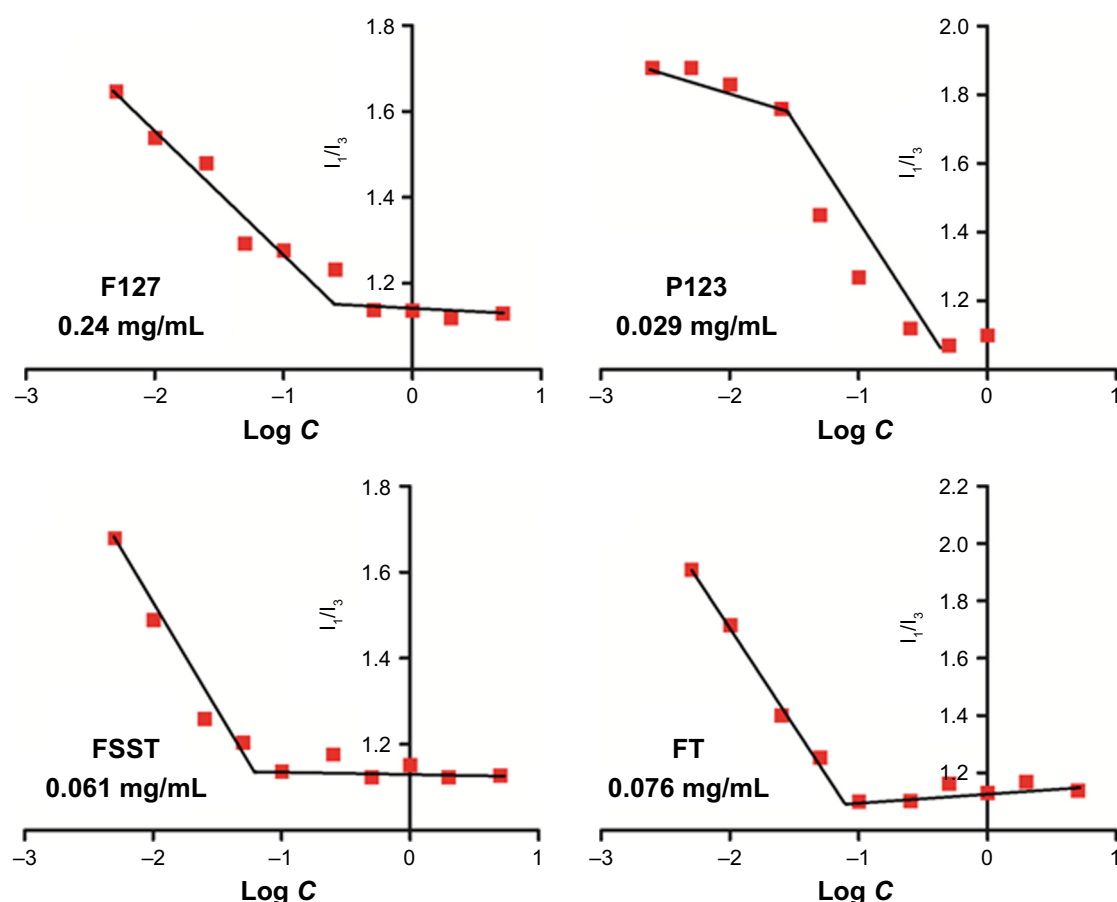 1.8
1.6
I₁/I₃
1.4
1.2
F127
0.24 mg/mL
–3
–2
–1
0
1
Log C
2.0
1.8
1.6
I₁/I₃
1.4
1.2
P123
0.029 mg/mL
–3
–2
–1
0
1
Log C
1.8
1.6
I₁/I₃
1.4
1.2
FSST
0.061 mg/mL
–3
–2
–1
0
1
Log C
2.2
2.0
1.8
I₁/I₃
1.6
1.4
1.2
FT
0.076 mg/mL
–3
–2
–1
0
1
Log C